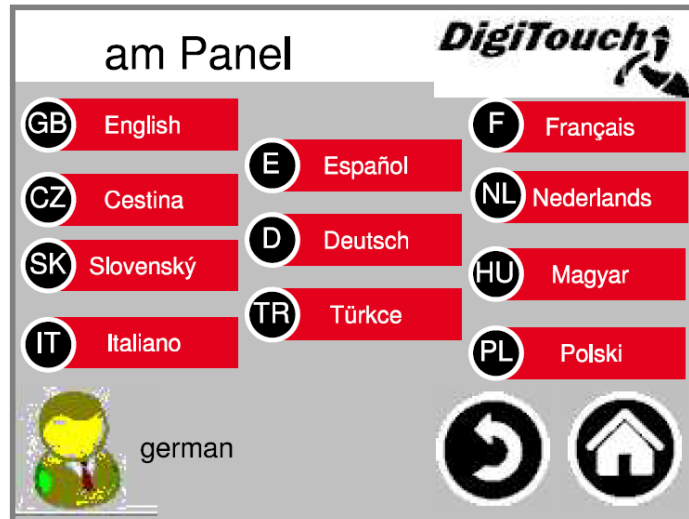 am Panel
DigiTouch
GB English
CZ Cestina
SK Slovenský
IT Italiano
E Español
D Deutsch
TR Türkce
F Français
NL Nederlands
HU Magyar
PL Polski
german